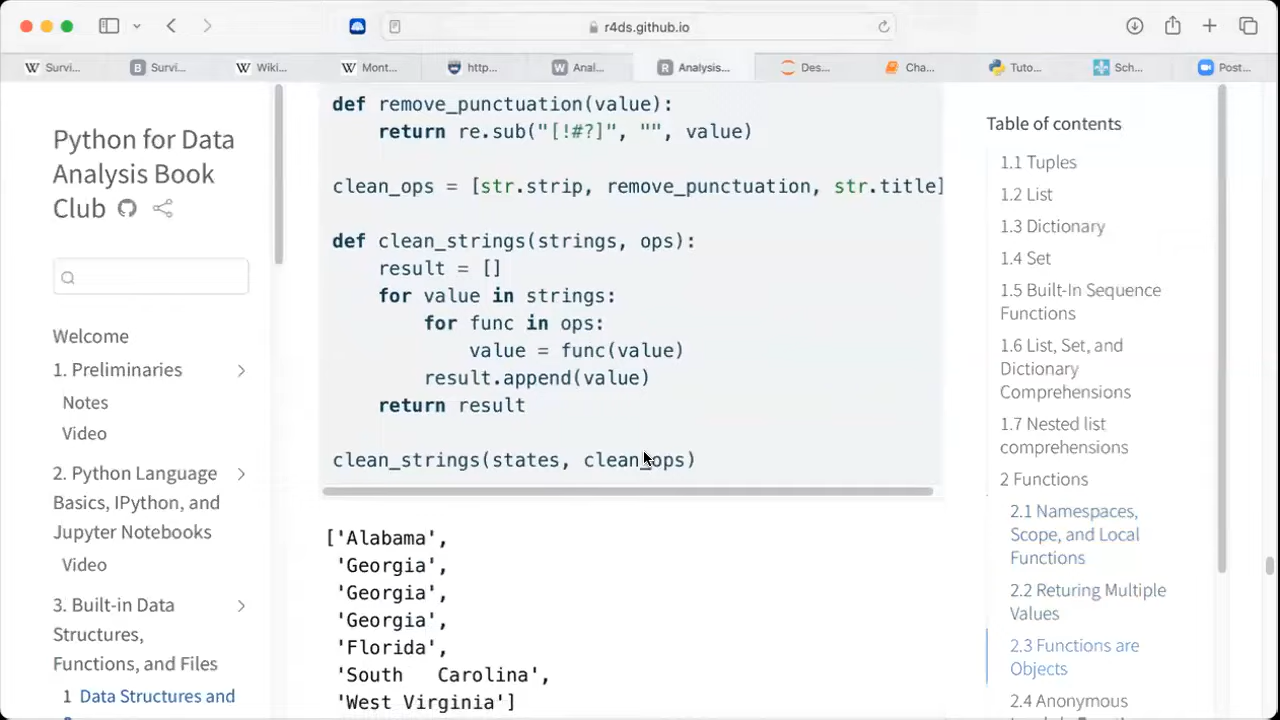 r4ds.github.io
Survi...
Survi...
Wiki...
Mont...
http...
Anal...
Analysis...
Des...
Cha...
Tuto...
Sch...
Post...
Python for Data
Analysis Book
Club
Welcome
1. Preliminaries
Notes
Video
2. Python Language
Basics, IPython, and
Jupyter Notebooks
Video
3. Built-in Data
Structures,
Functions, and Files
1 Data Structures and
def remove_punctuation(value):
    return re.sub("[!#?]", "", value)
clean_ops = [str.strip, remove_punctuation, str.title]
def clean_strings(strings, ops):
    result = []
    for value in strings:
        for func in ops:
            value = func(value)
        result.append(value)
    return result
clean_strings(states, clean_ops)
['Alabama',
 'Georgia',
 'Georgia',
 'Georgia',
 'Florida',
 'South   Carolina',
 'West Virginia']
Table of contents
1.1 Tuples
1.2 List
1.3 Dictionary
1.4 Set
1.5 Built-In Sequence
Functions
1.6 List, Set, and
Dictionary
Comprehensions
1.7 Nested list
comprehensions
2 Functions
2.1 Namespaces,
Scope, and Local
Functions
2.2 Returing Multiple
Values
2.3 Functions are
Objects
2.4 Anonymous